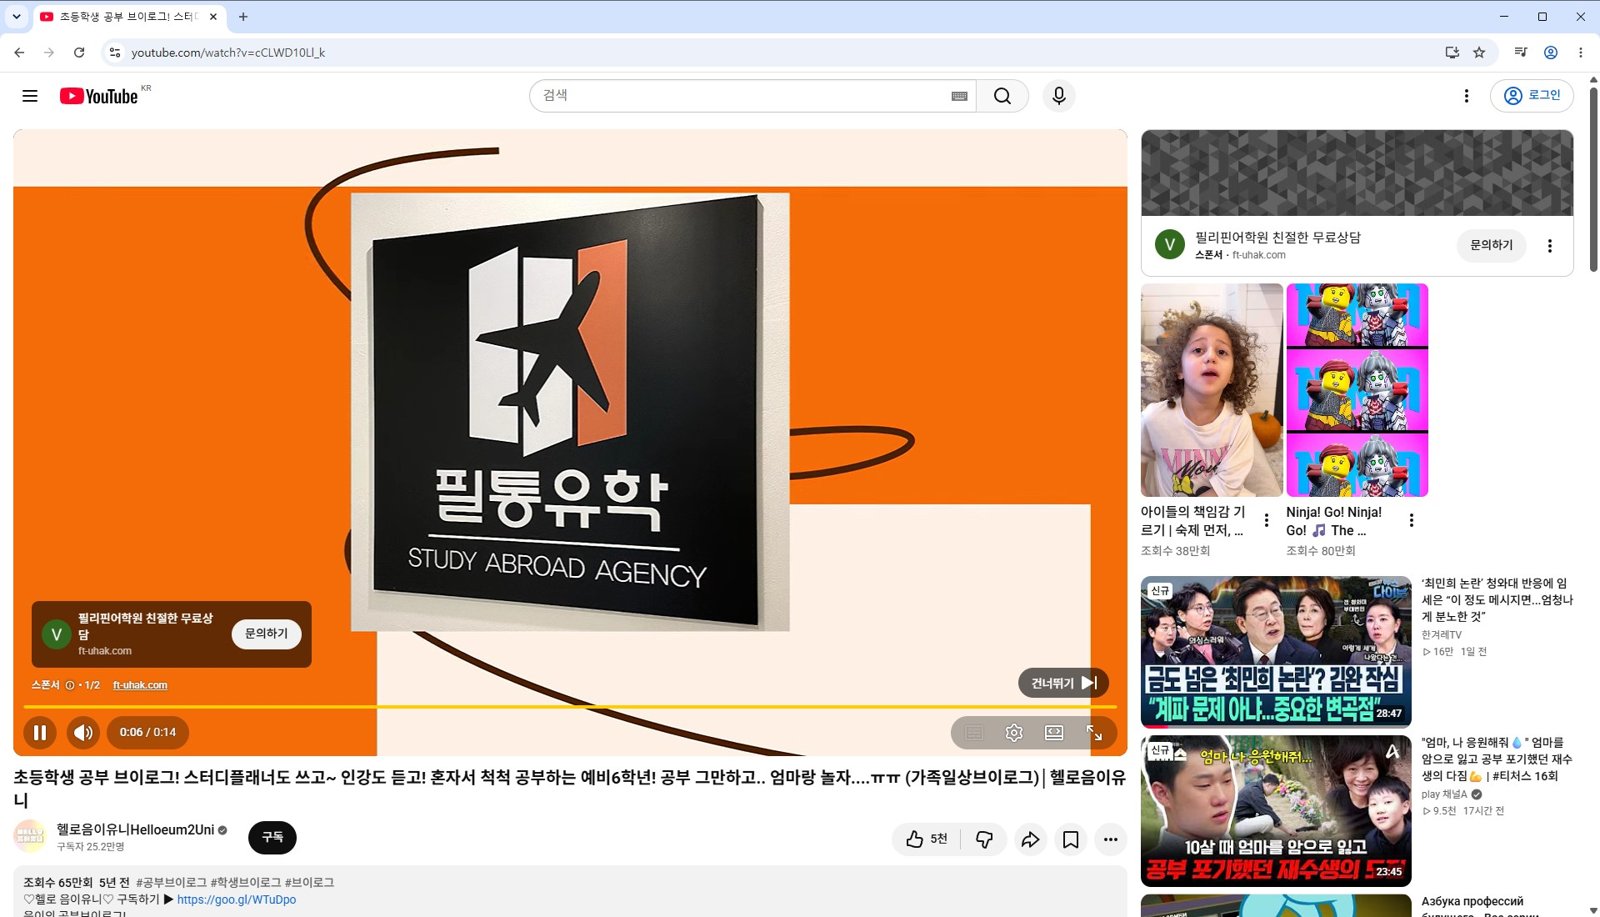 초등학생 공부 브이로그! 스터디
youtube.com/watch?v=cCLWD10Ll_k
YouTube KR
검색
로그인
필통유학
STUDY ABROAD AGENCY
V
필리핀어학원 친절한 무료상
담
ft-uhak.com
문의하기
스폰서 · 1/2 ft-uhak.com
건너뛰기
0:06 / 0:14
초등학생 공부 브이로그! 스터디플래너도 쓰고~ 인강도 듣고! 혼자서 척척 공부하는 예비6학년! 공부 그만하고.. 엄마랑 놀자....ㅠㅠ (가족일상브이로그)│헬로음이유
니
헬로음이유니Helloeum2Uni
구독자 25.2만명
구독
5천
조회수 65만회 5년 전 #공부브이로그 #학생브이로그 #브이로그
♡헬로 음이유니♡ 구독하기 ▶ https://goo.gl/WTuDpo
음이의 공부브이로그!
V
필리핀어학원 친절한 무료상담
스폰서 · ft-uhak.com
문의하기
아이들의 책임감 기
르기 | 숙제 먼저, ...
조회수 38만회
Ninja! Go! Ninja!
Go! 🎵 The ...
조회수 80만회
신규
금도 넘은 '최민희 논란'? 김완 작심
"계파 문제 아냐...중요한 변곡점"
28:47
'최민희 논란' 청와대 반응에 임
세은 "이 정도 메시지면...엄청나
게 분노한 것"
한겨레TV
16만 1일 전
신규
엄마 나 응원해줘...
10살 때 엄마를 암으로 잃고
공부 포기했던 재수생의
23:45
"엄마, 나 응원해줘💧" 엄마를
암으로 잃고 공부 포기했던 재수
생의 다짐💪 | #티처스 16회
play 채널A
9.5천 17시간 전
Азбука профессий